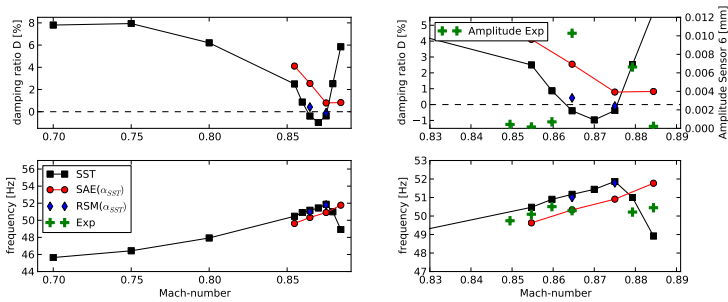 damping ratio D [%]
8
6
4
2
0
0.70 0.75 0.80 0.85
damping ratio D [%]
5
4
3
2
1
0
−1
Amplitude Exp
0.83 0.84 0.85 0.86 0.87 0.88 0.89
0.012
0.010
0.008
0.006
0.004
0.002
0.000
Amplitude Sensor 6 [mm]
frequency [Hz]
56
54
52
50
48
46
44
SST
SAE(α_SST)
RSM(α_SST)
Exp
0.70 0.75 0.80 0.85
Mach-number
frequency [Hz]
53
52
51
50
49
48
47
0.83 0.84 0.85 0.86 0.87 0.88 0.89
Mach-number